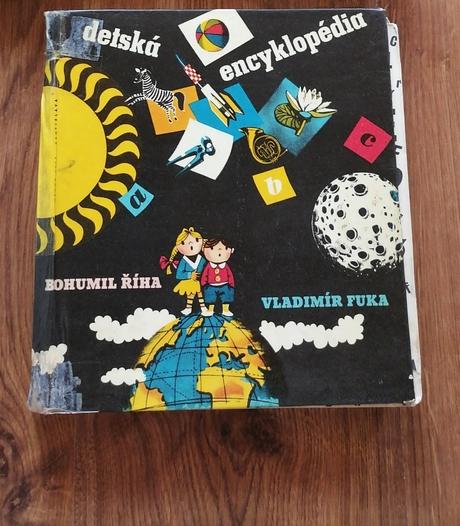 detská
encyklopédia
a
b
c
BOHUMIL ŘÍHA
VLADIMÍR FUKA